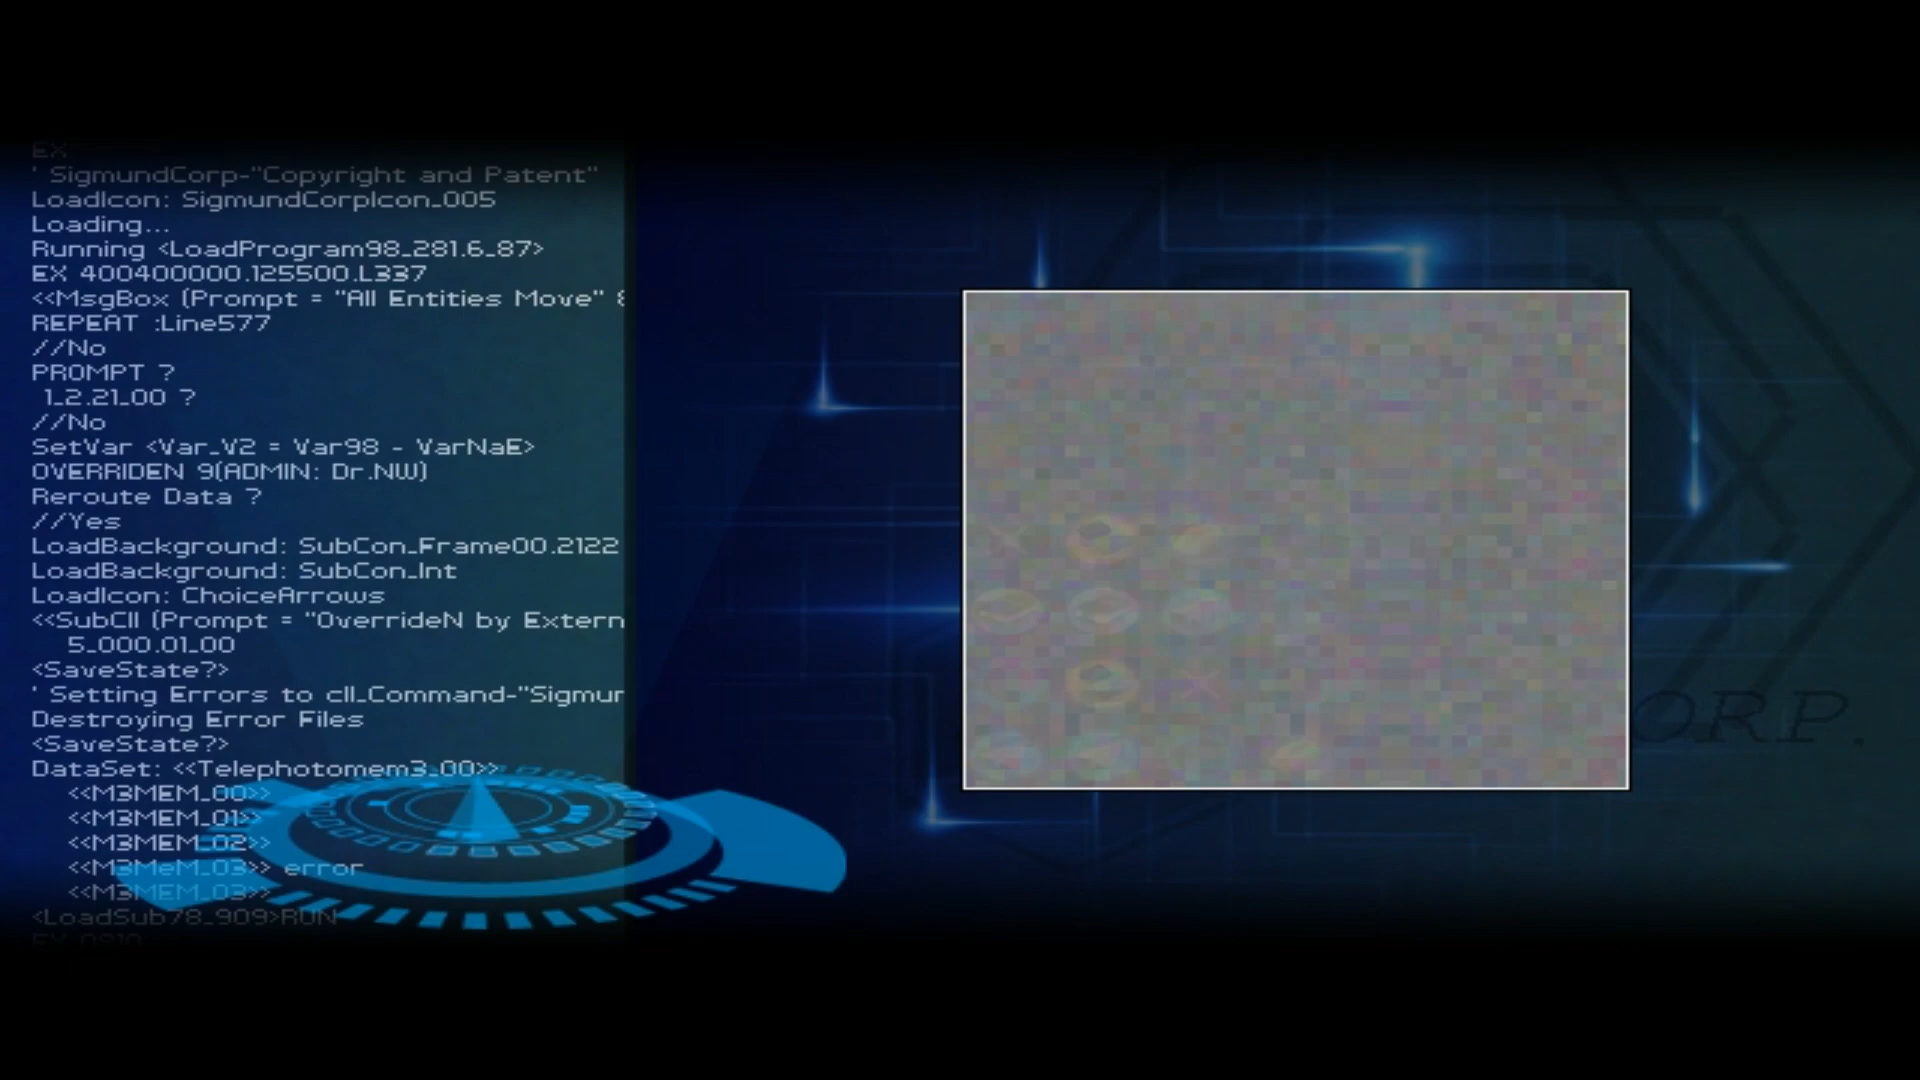 EX
' SigmundCorp-"Copyright and Patent"
LoadIcon: SigmundCorpIcon_005
Loading...
Running <LoadProgram98_281.6_87>
EX 400400000.125500.L337
<<MsgBox (Prompt = "All Entities Move" &
REPEAT :Line577
//No
PROMPT ?
1_2.21_00 ?
//No
SetVar <Var_V2 = Var98 - VarNaE>
OVERRIDEN 9(ADMIN: Dr.NW)
Reroute Data ?
//Yes
LoadBackground: SubCon_Frame00.2122
LoadBackground: SubCon_Int
LoadIcon: ChoiceArrows
<<SubCll (Prompt = "OverrideN by Extern
5_000.01_00
<SaveState?>
' Setting Errors to cll_Command-"Sigmur
Destroying Error Files
<SaveState?>
DataSet: <<Telephotomem3_00>>
<<M3MEM_00>>
<<M3MEM_01>>
<<M3MEM_02>>
<<M3MeM_03>> error
<<M3MEM_03>>
<LoadSub78_909>RUN
ORP.